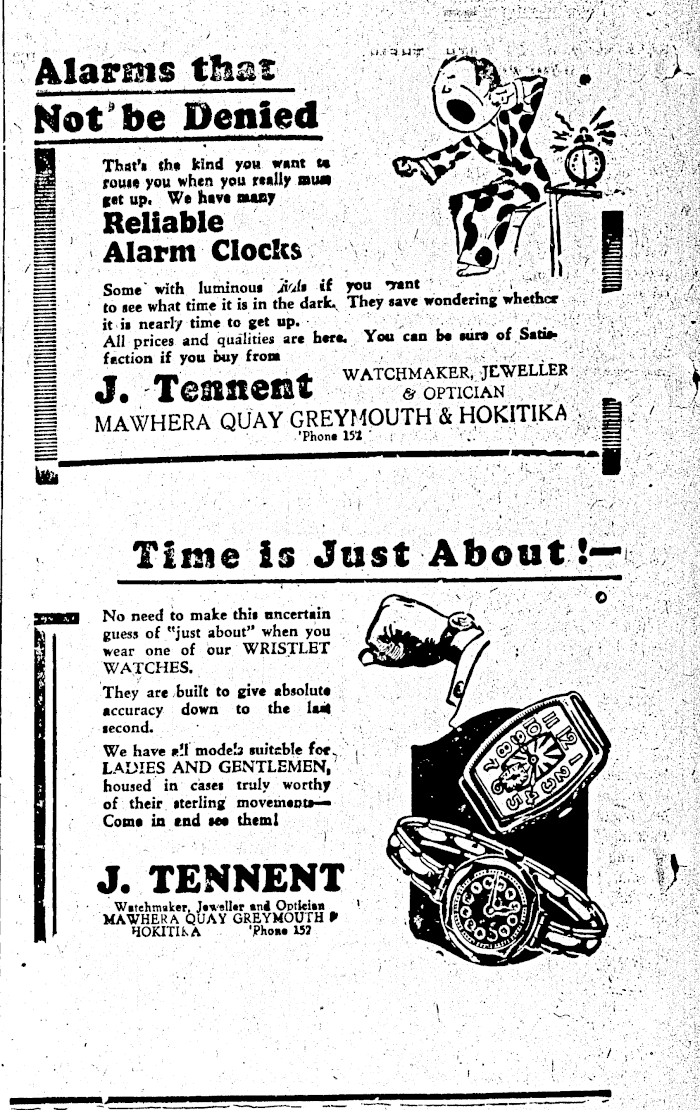 Alarms that
Not be Denied
That's the kind you want to
rouse you when you really must
get up. We have many
Reliable
Alarm Clocks
Some with luminous dials if you want
to see what time it is in the dark. They save wondering whether
it is nearly time to get up.
All prices and qualities are here. You can be sure of Satis-
faction if you buy from
J. Tennent
WATCHMAKER, JEWELLER
& OPTICIAN
MAWHERA QUAY GREYMOUTH & HOKITIKA
'Phone 152
Time is Just About!—
No need to make this uncertain
guess of "just about" when you
wear one of our WRISTLET
WATCHES.
They are built to give absolute
accuracy down to the last
second.
We have all models suitable for
LADIES AND GENTLEMEN,
housed in cases truly worthy
of their sterling movements—
Come in and see them!
J. TENNENT
Watchmaker, Jeweller and Optician
MAWHERA QUAY GREYMOUTH &
HOKITIKA 'Phone 152